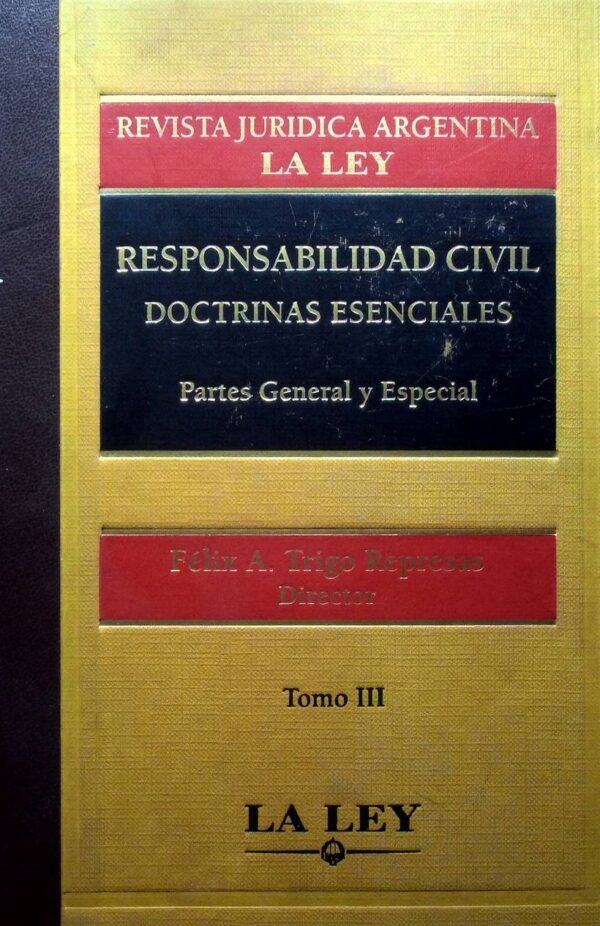 REVISTA JURIDICA ARGENTINA
LA LEY
RESPONSABILIDAD CIVIL
DOCTRINAS ESENCIALES
Partes General y Especial
Félix A. Trigo Represas
Director
Tomo III
LA LEY